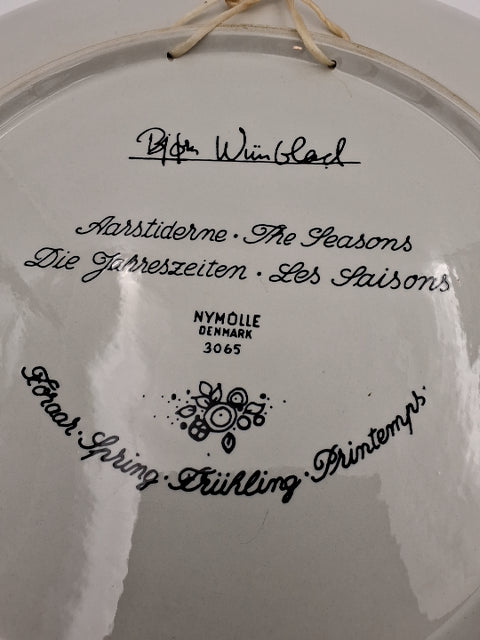 Bjørn Wiinblad
Aarstiderne · The Seasons
Die Jahreszeiten · Les Saisons
NYMÖLLE
DENMARK
3065
Foraar · Spring · Frühling · Printemps ·